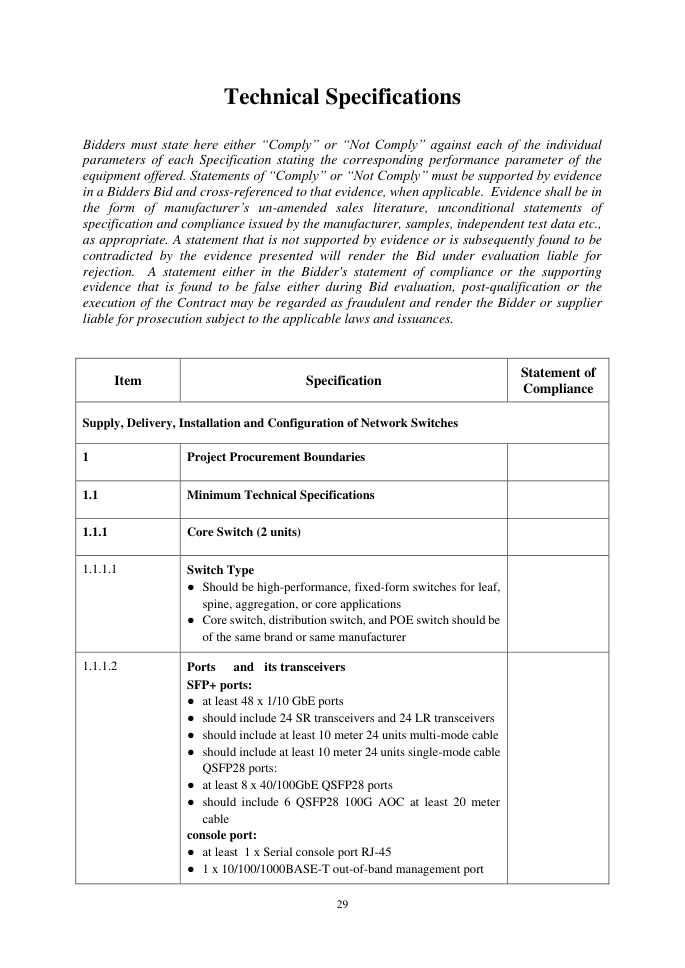 Technical Specifications
Bidders must state here either “Comply” or “Not Comply” against each of the individual
parameters of each Specification stating the corresponding performance parameter of the
equipment offered. Statements of “Comply” or “Not Comply” must be supported by evidence
in a Bidders Bid and cross-referenced to that evidence, when applicable.  Evidence shall be in
the form of manufacturer’s un-amended sales literature, unconditional statements of
specification and compliance issued by the manufacturer, samples, independent test data etc.,
as appropriate. A statement that is not supported by evidence or is subsequently found to be
contradicted by the evidence presented will render the Bid under evaluation liable for
rejection.  A statement either in the Bidder's statement of compliance or the supporting
evidence that is found to be false either during Bid evaluation, post-qualification or the
execution of the Contract may be regarded as fraudulent and render the Bidder or supplier
liable for prosecution subject to the applicable laws and issuances.
Item
Specification
Statement of
Compliance
Supply, Delivery, Installation and Configuration of Network Switches
1
Project Procurement Boundaries
1.1
Minimum Technical Specifications
1.1.1
Core Switch (2 units)
1.1.1.1
Switch Type
● Should be high-performance, fixed-form switches for leaf,
spine, aggregation, or core applications
● Core switch, distribution switch, and POE switch should be
of the same brand or same manufacturer
1.1.1.2
Ports and its transceivers
SFP+ ports:
● at least 48 x 1/10 GbE ports
● should include 24 SR transceivers and 24 LR transceivers
● should include at least 10 meter 24 units multi-mode cable
● should include at least 10 meter 24 units single-mode cable
QSFP28 ports:
● at least 8 x 40/100GbE QSFP28 ports
● should include 6 QSFP28 100G AOC at least 20 meter
cable
console port:
● at least 1 x Serial console port RJ-45
● 1 x 10/100/1000BASE-T out-of-band management port
29